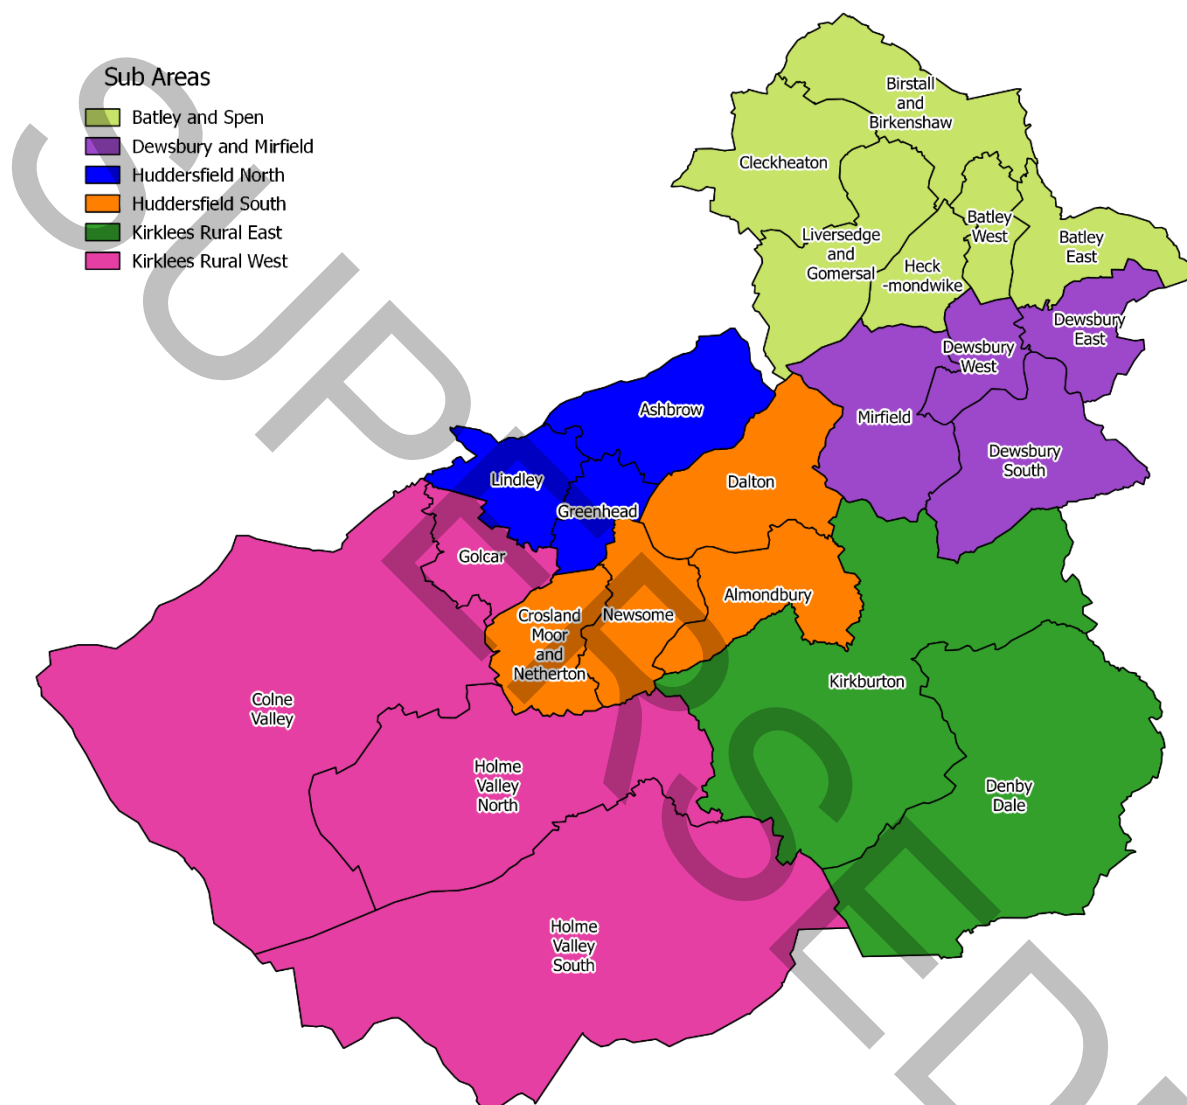 Sub Areas
Batley and Spen
Dewsbury and Mirfield
Huddersfield North
Huddersfield South
Kirklees Rural East
Kirklees Rural West
Birstall
and
Birkenshaw
Cleckheaton
Batley
West
Batley
East
Liversedge
and
Gomersal
Heck
-mondwike
Dewsbury
East
Dewsbury
West
Ashbrow
Mirfield
Dewsbury
South
Lindley
Dalton
Greenhead
Golcar
Almondbury
Crosland
Moor
and
Netherton
Newsome
Kirkburton
Colne
Valley
Holme
Valley
North
Denby
Dale
Holme
Valley
South
SUPERSED